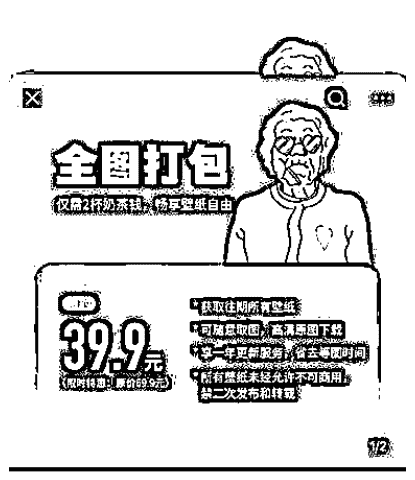 全图打包
仅需2杯奶茶钱，畅享壁纸自由
39.9元
(限时特惠：原价69.9元)
*获取往期所有壁纸
*可随意取图，高清原图下载
*享一年更新服务，省去等图时间
*所有壁纸未经允许不可商用，
禁二次发布和转载
1/2